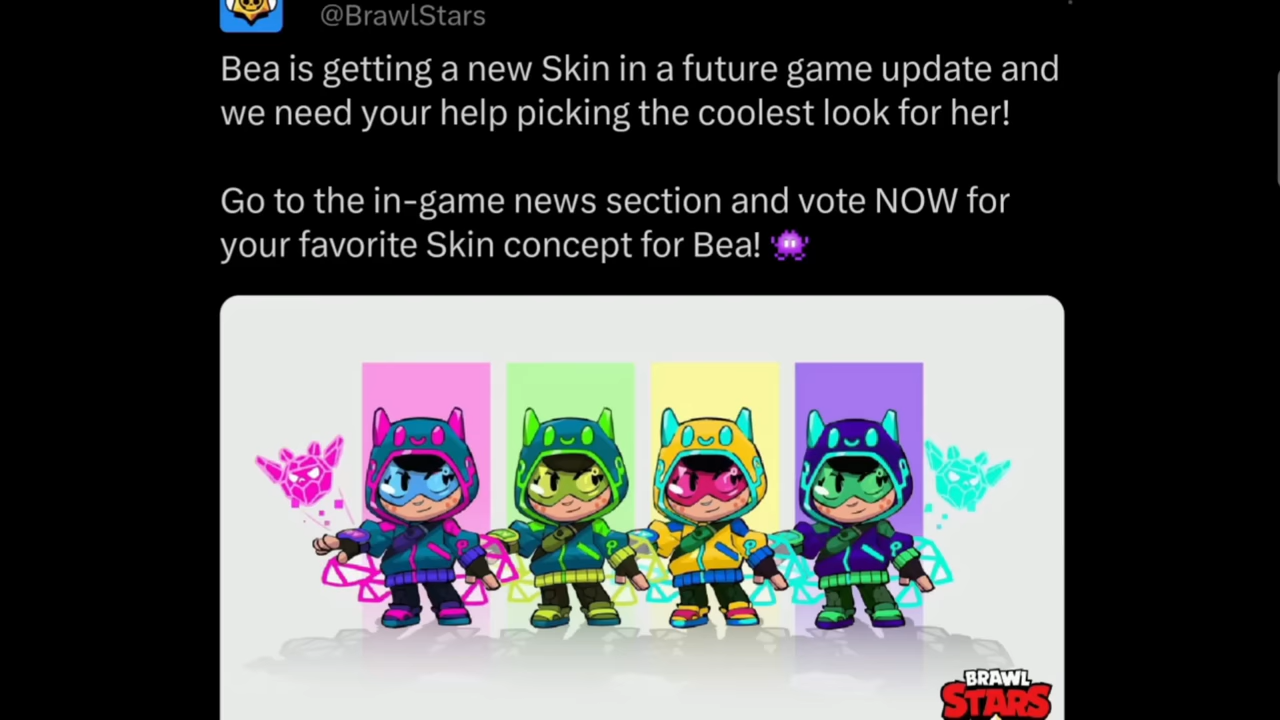 @BrawlStars
Bea is getting a new Skin in a future game update and
we need your help picking the coolest look for her!
Go to the in-game news section and vote NOW for
your favorite Skin concept for Bea! 👾
BRAWL
STARS